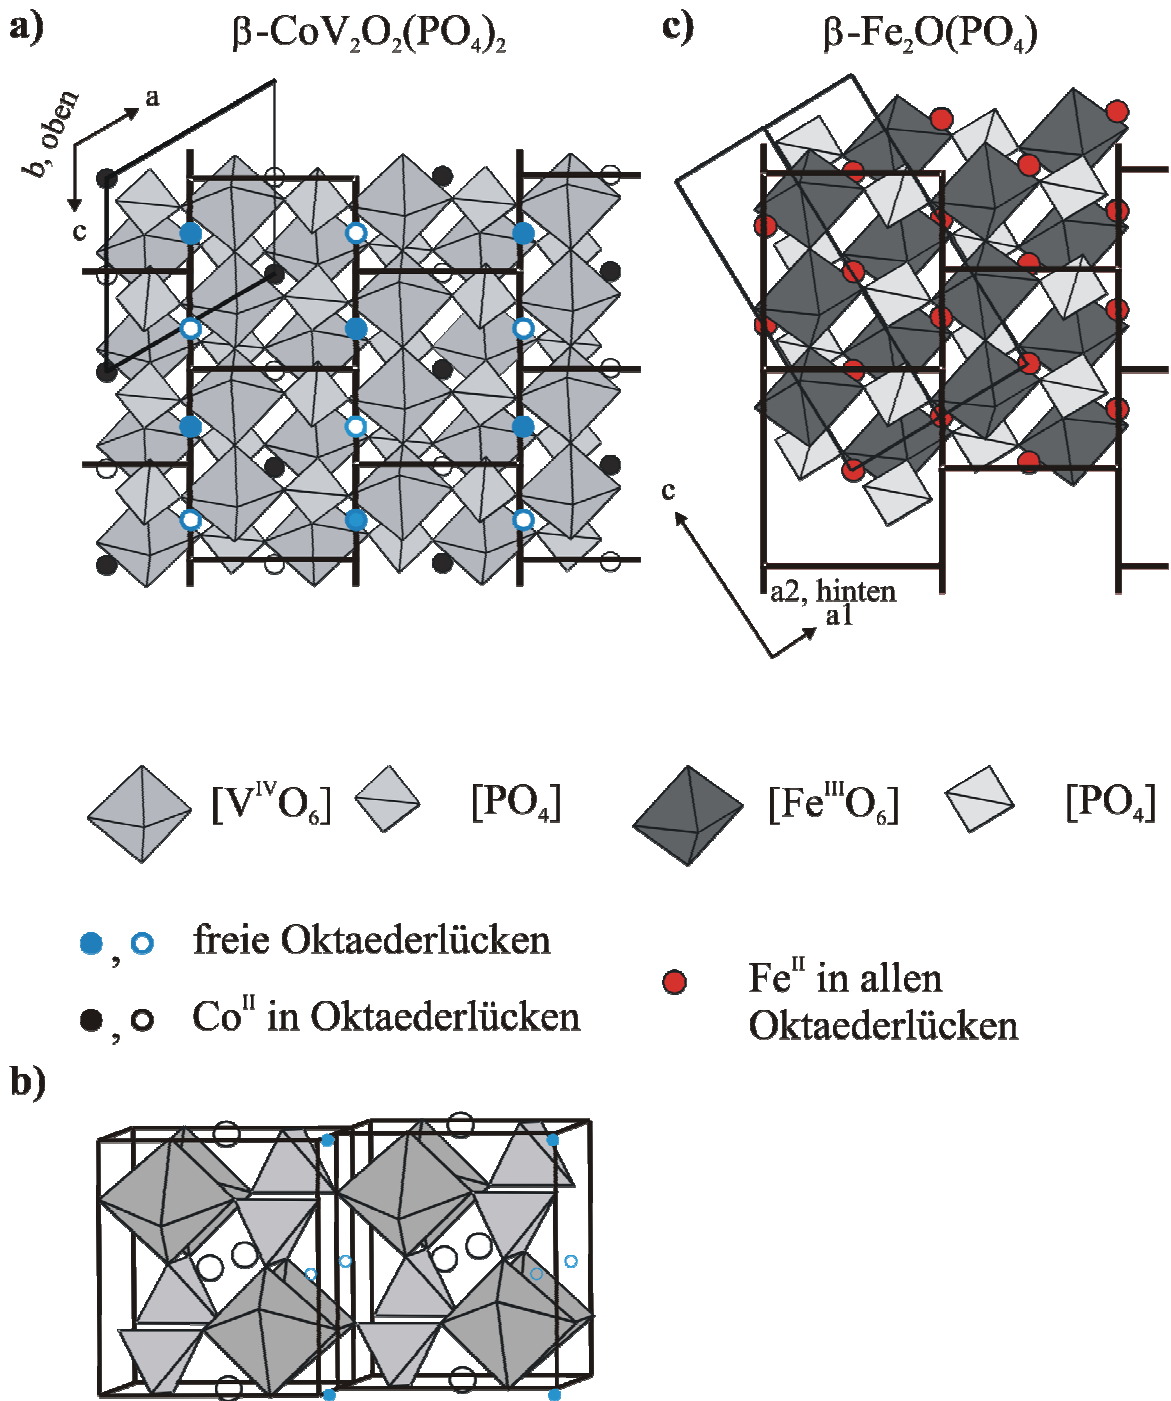 a)
β-CoV₂O₂(PO₄)₂
c)
β-Fe₂O(PO₄)
a
b, oben
c
c
a2, hinten
a1
[VᴵⱽO₆]
[PO₄]
[FeᴵᴵᴵO₆]
[PO₄]
, freie Oktaederlücken
, Coᴵᴵ in Oktaederlücken
Feᴵᴵ in allen
Oktaederlücken
b)